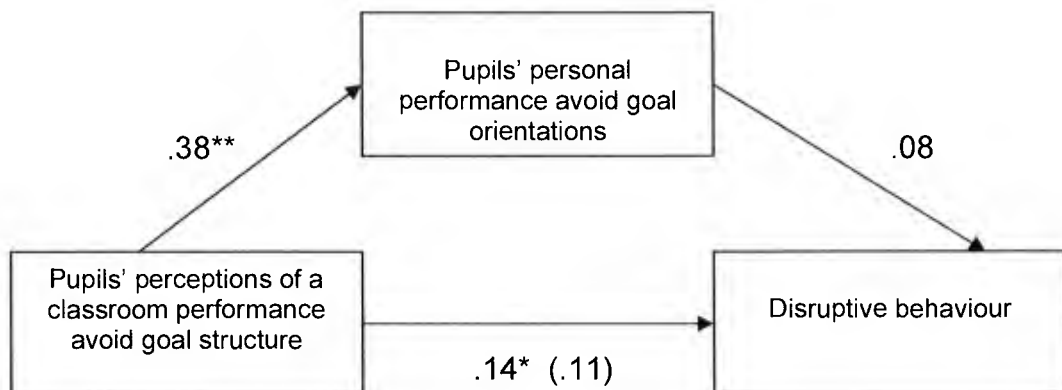 Pupils’ personal
performance avoid goal
orientations
.38**
.08
Pupils’ perceptions of a
classroom performance
avoid goal structure
Disruptive behaviour
.14* (.11)